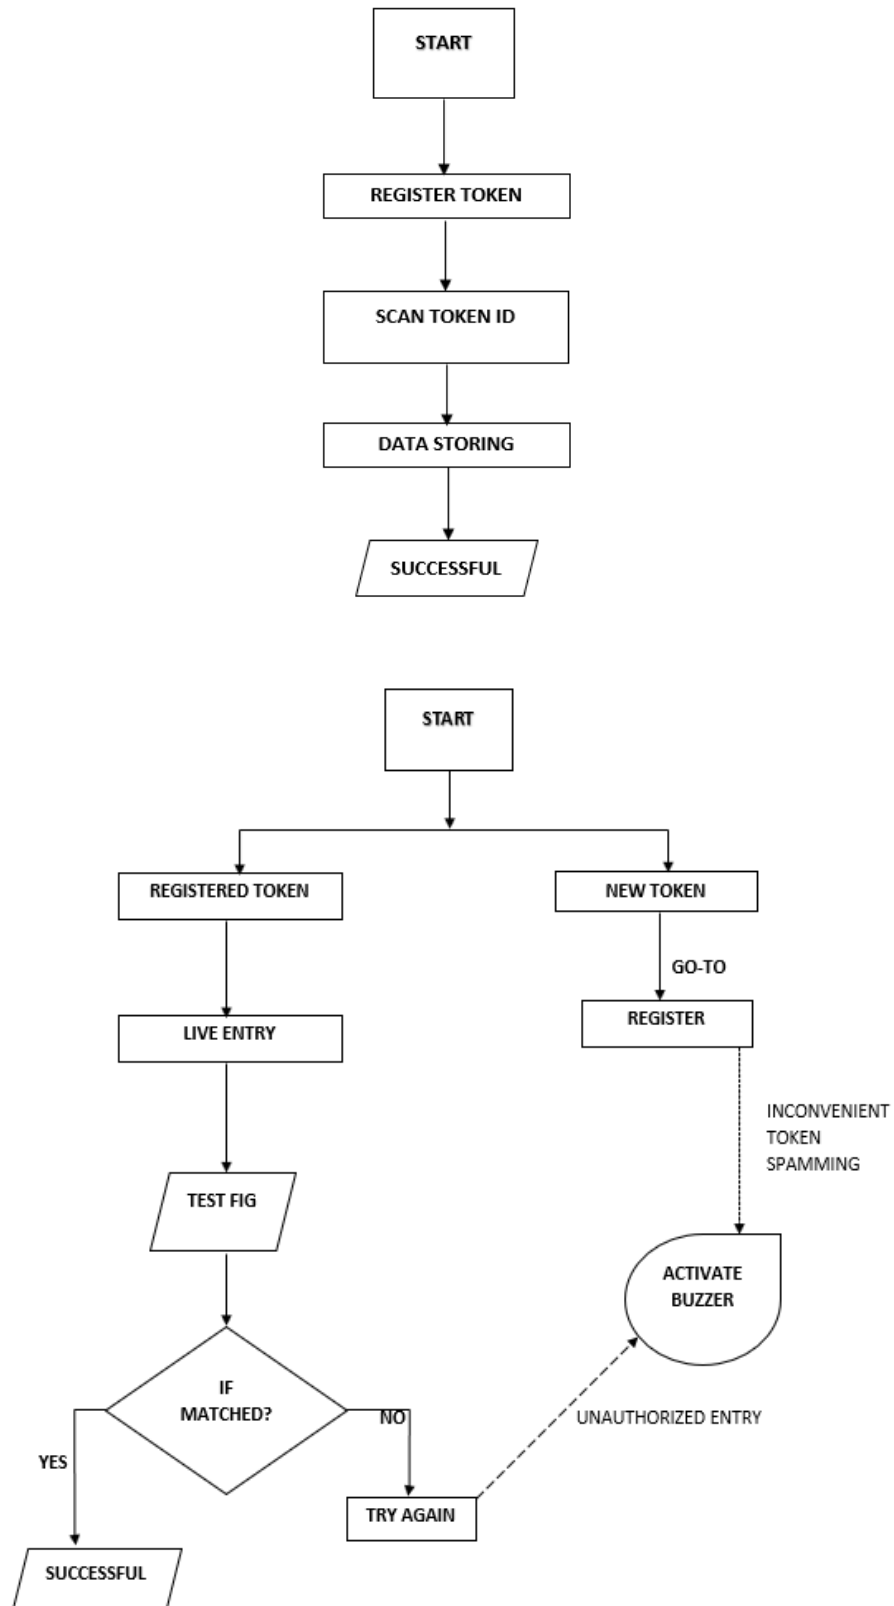 START
REGISTER TOKEN
SCAN TOKEN ID
DATA STORING
SUCCESSFUL
START
REGISTERED TOKEN
NEW TOKEN
GO-TO
LIVE ENTRY
REGISTER
INCONVENIENT
TOKEN
SPAMMING
TEST FIG
ACTIVATE
BUZZER
IF
MATCHED?
NO
UNAUTHORIZED ENTRY
YES
TRY AGAIN
SUCCESSFUL